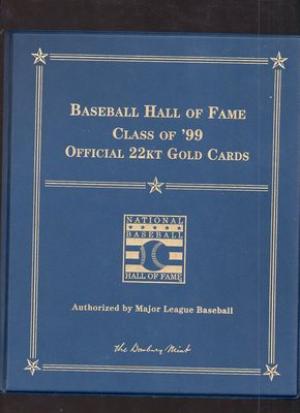 BASEBALL HALL OF FAME
CLASS OF '99
OFFICIAL 22KT GOLD CARDS
NATIONAL
BASEBALL
HALL OF FAME
Authorized by Major League Baseball
the Danbury Mint